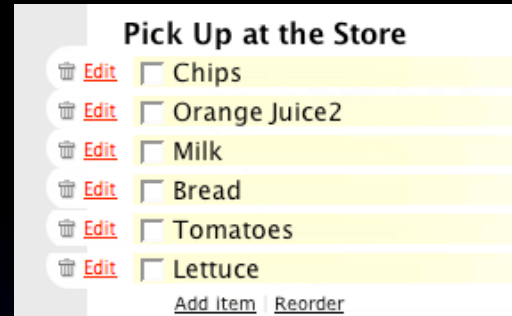 Pick Up at the Store
Edit Chips
Edit Orange Juice2
Edit Milk
Edit Bread
Edit Tomatoes
Edit Lettuce
Add item Reorder